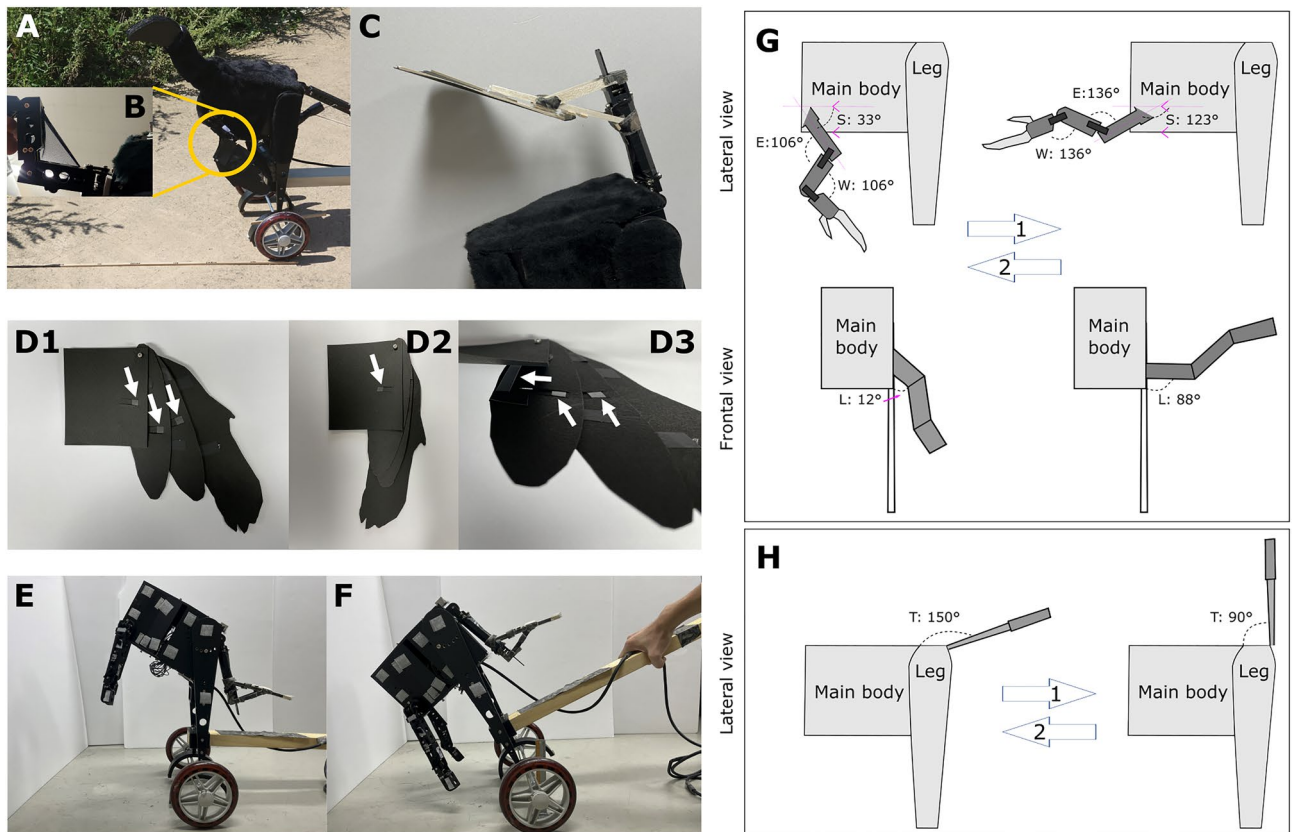 A
B
C
D1
D2
D3
E
F
G
Lateral view
Main body
Leg
S: 33°
E:106°
W: 106°
Main body
Leg
E:136°
S: 123°
W: 136°
1
2
Frontal view
Main
body
L: 12°
Main
body
L: 88°
H
Lateral view
T: 150°
Main body
Leg
1
2
T: 90°
Main body
Leg